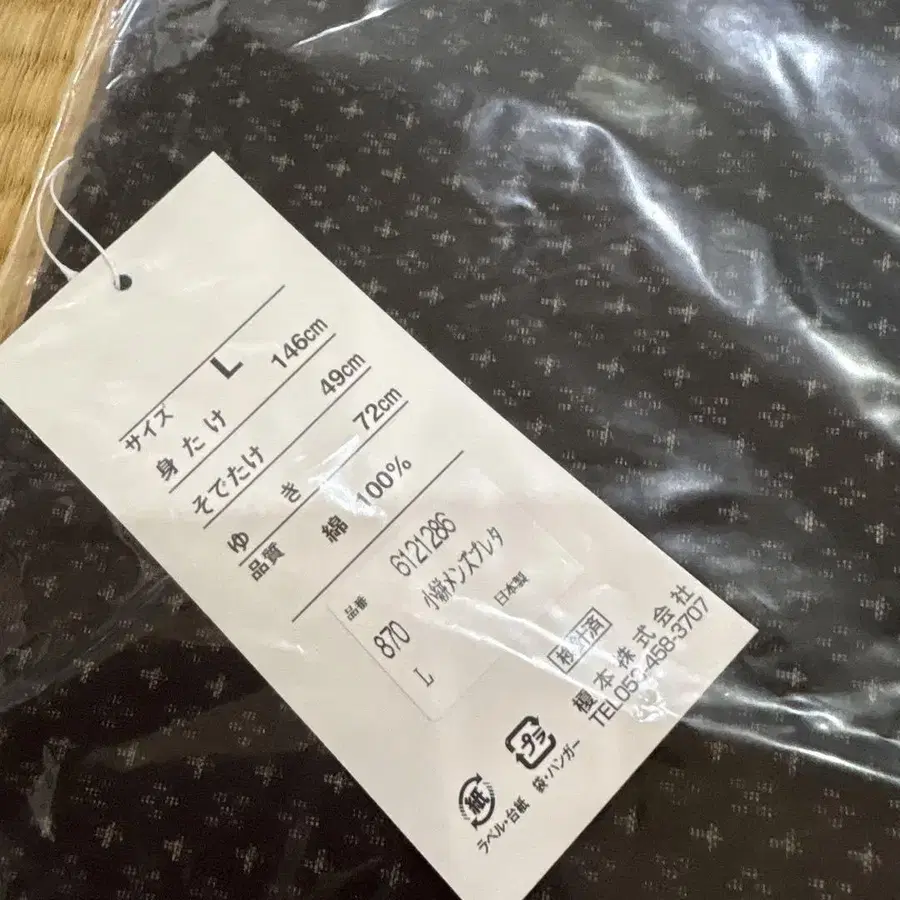 サイズ L
身たけ 146cm
そでたけ 49cm
ゆき 72cm
品質 綿 100%
品番 6121286
小絣メンズプレタ
870
L 日本製
検針済
榎本株式会社
プラ
袋・ハンガー
紙
ラベル・台紙